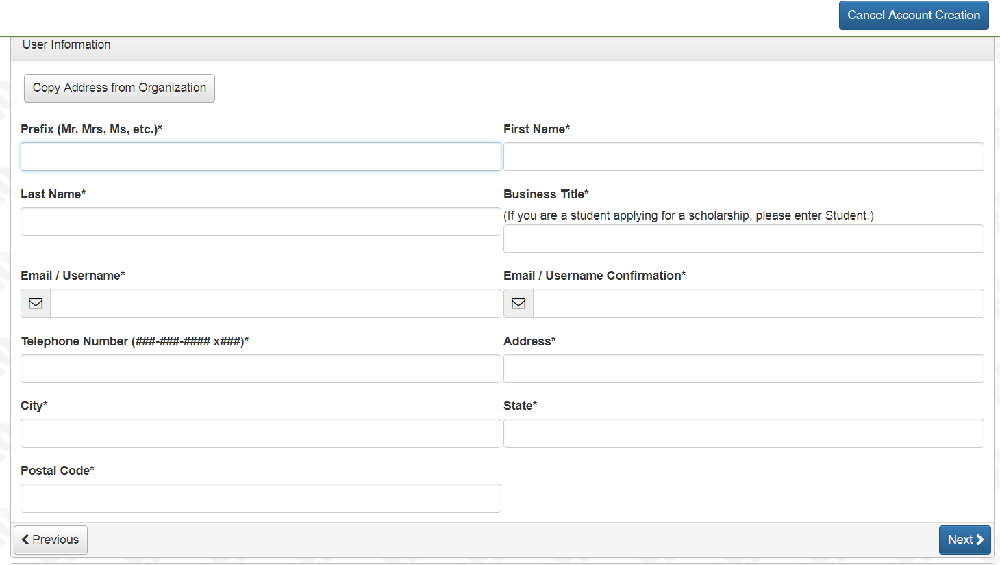 Cancel Account Creation
User Information
Copy Address from Organization
Prefix (Mr, Mrs, Ms, etc.)*
First Name*
Last Name*
Business Title*
(If you are a student applying for a scholarship, please enter Student.)
Email / Username*
Email / Username Confirmation*
Telephone Number (###-###-#### x###)*
Address*
City*
State*
Postal Code*
Previous
Next